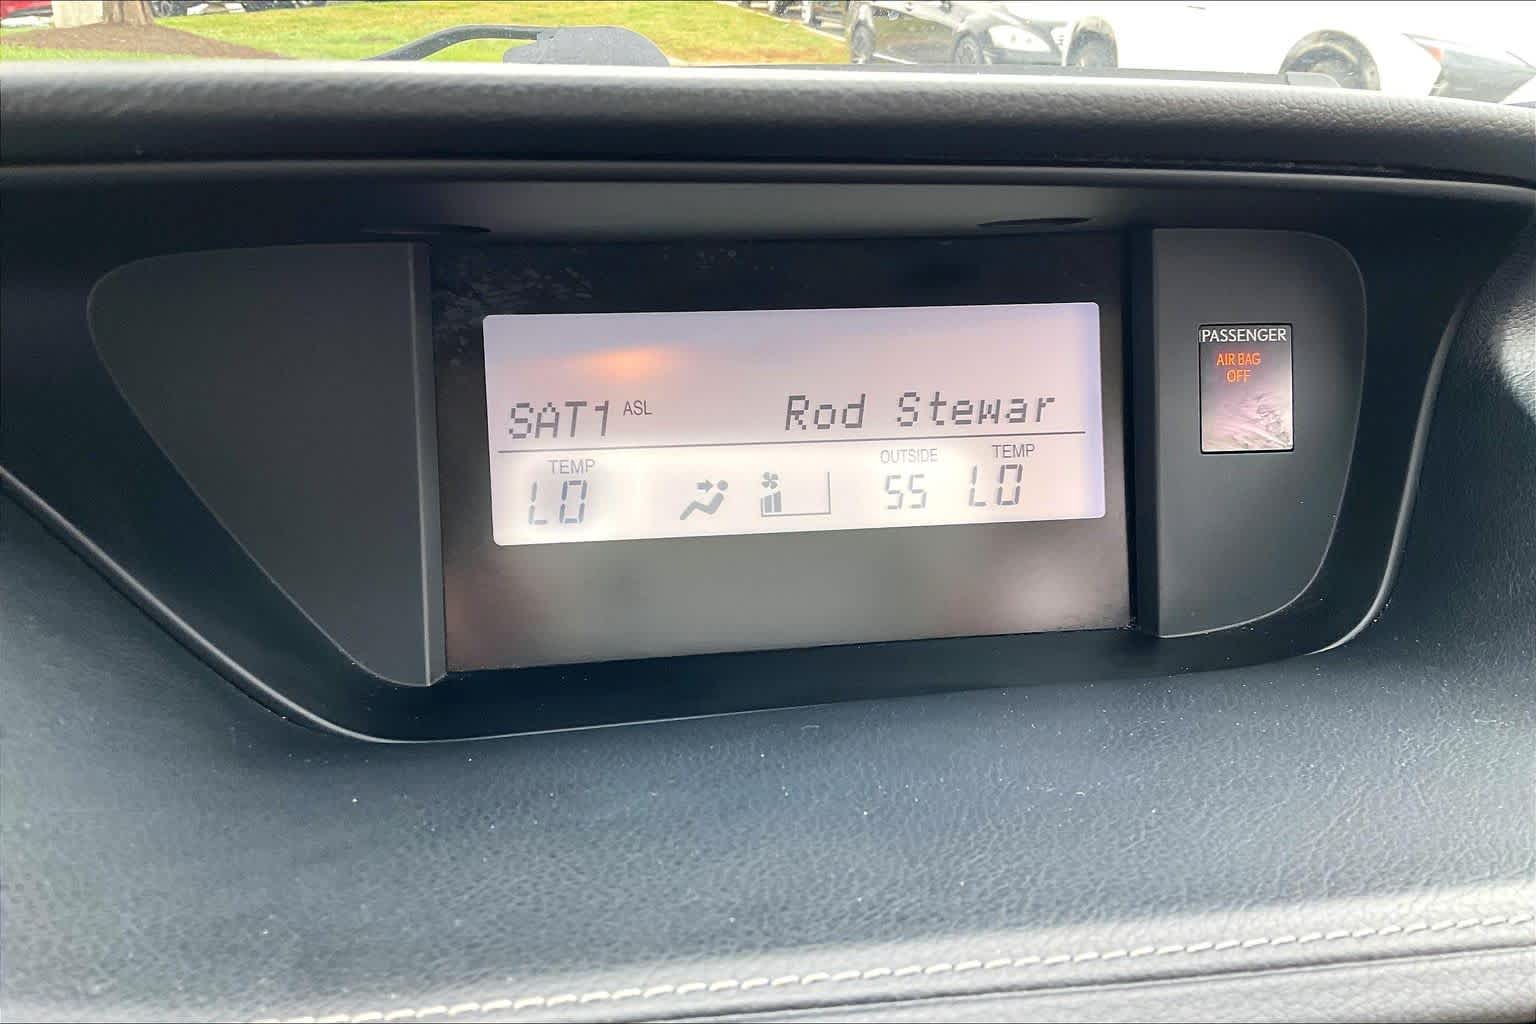 SAT1 ASL Rod Stewar
TEMP OUTSIDE TEMP
LO 55 LO
PASSENGER
AIR BAG
OFF